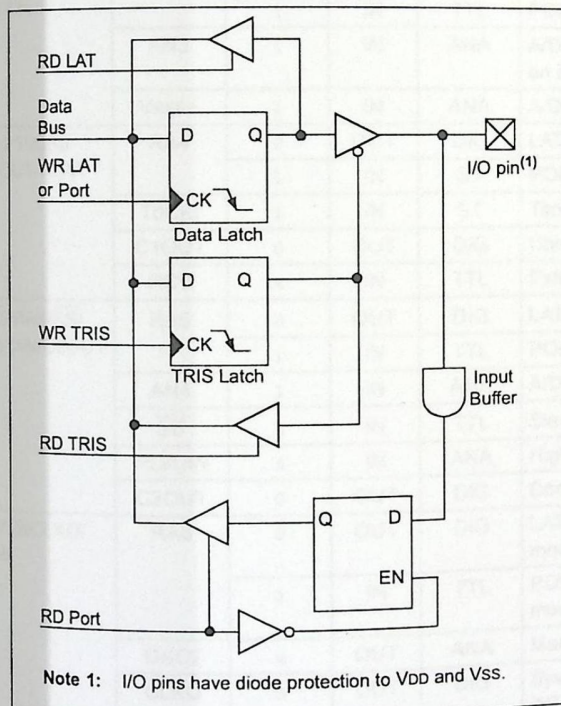 RD LAT
Data
Bus
D Q
WR LAT
or Port
CK
Data Latch
I/O pin(1)
D Q
WR TRIS
CK
TRIS Latch
Input
Buffer
RD TRIS
Q D
EN
RD Port
Note 1: I/O pins have diode protection to VDD and VSS.